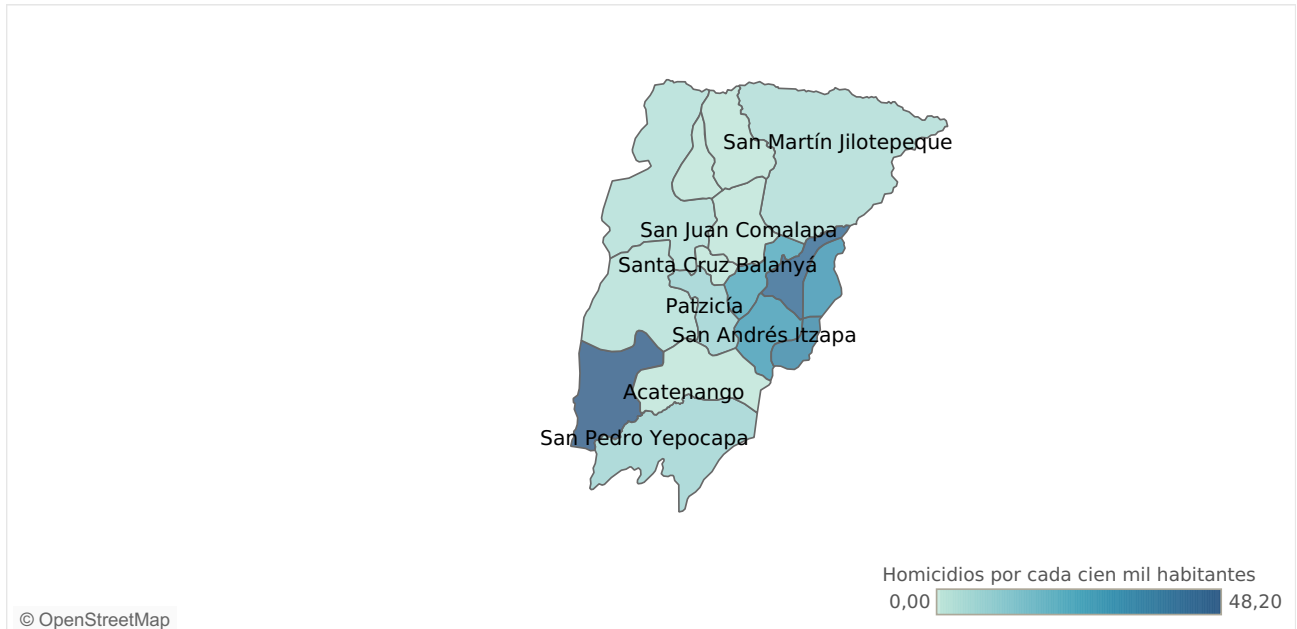 San Martín Jilotepeque
San Juan Comalapa
Santa Cruz Balanyá
Patzicía
San Andrés Itzapa
Acatenango
San Pedro Yepocapa
Homicidios por cada cien mil habitantes
0,00 48,20
© OpenStreetMap